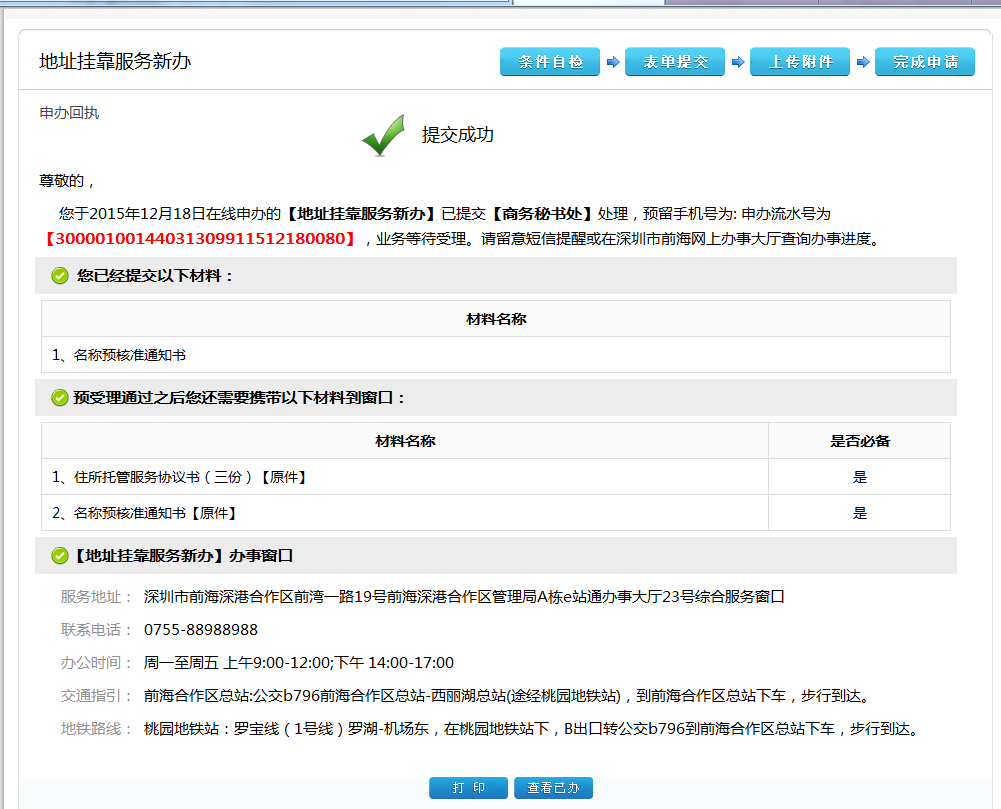 地址挂靠服务新办
条件自检 表单提交 上传附件 完成申请
申办回执
提交成功
尊敬的，
您于2015年12月18日在线申办的【地址挂靠服务新办】已提交【商务秘书处】处理，预留手机号为: 申办流水号为
【300001001440313099115121800​80】，业务等待受理。请留意短信提醒或在深圳市前海网上办事大厅查询办事进度。
您已经提交以下材料：
材料名称
1、名称预核准通知书
预受理通过之后您还需要携带以下材料到窗口：
材料名称 是否必备
1、住所托管服务协议书（三份）【原件】 是
2、名称预核准通知书【原件】 是
【地址挂靠服务新办】办事窗口
服务地址： 深圳市前海深港合作区前湾一路19号前海深港合作区管理局A栋e站通办事大厅23号综合服务窗口
联系电话： 0755-88988988
办公时间： 周一至周五 上午9:00-12:00;下午 14:00-17:00
交通指引： 前海合作区总站:公交b796前海合作区总站-西丽湖总站(途经桃园地铁站)，到前海合作区总站下车，步行到达。
地铁路线： 桃园地铁站：罗宝线（1号线）罗湖-机场东，在桃园地铁站下，B出口转公交b796到前海合作区总站下车，步行到达。
打 印 查看已办